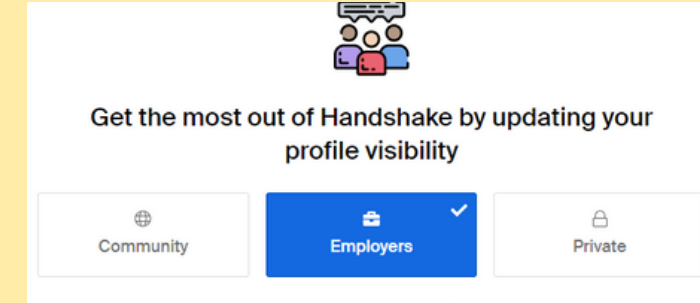 Get the most out of Handshake by updating your
profile visibility
Community
Employers
Private